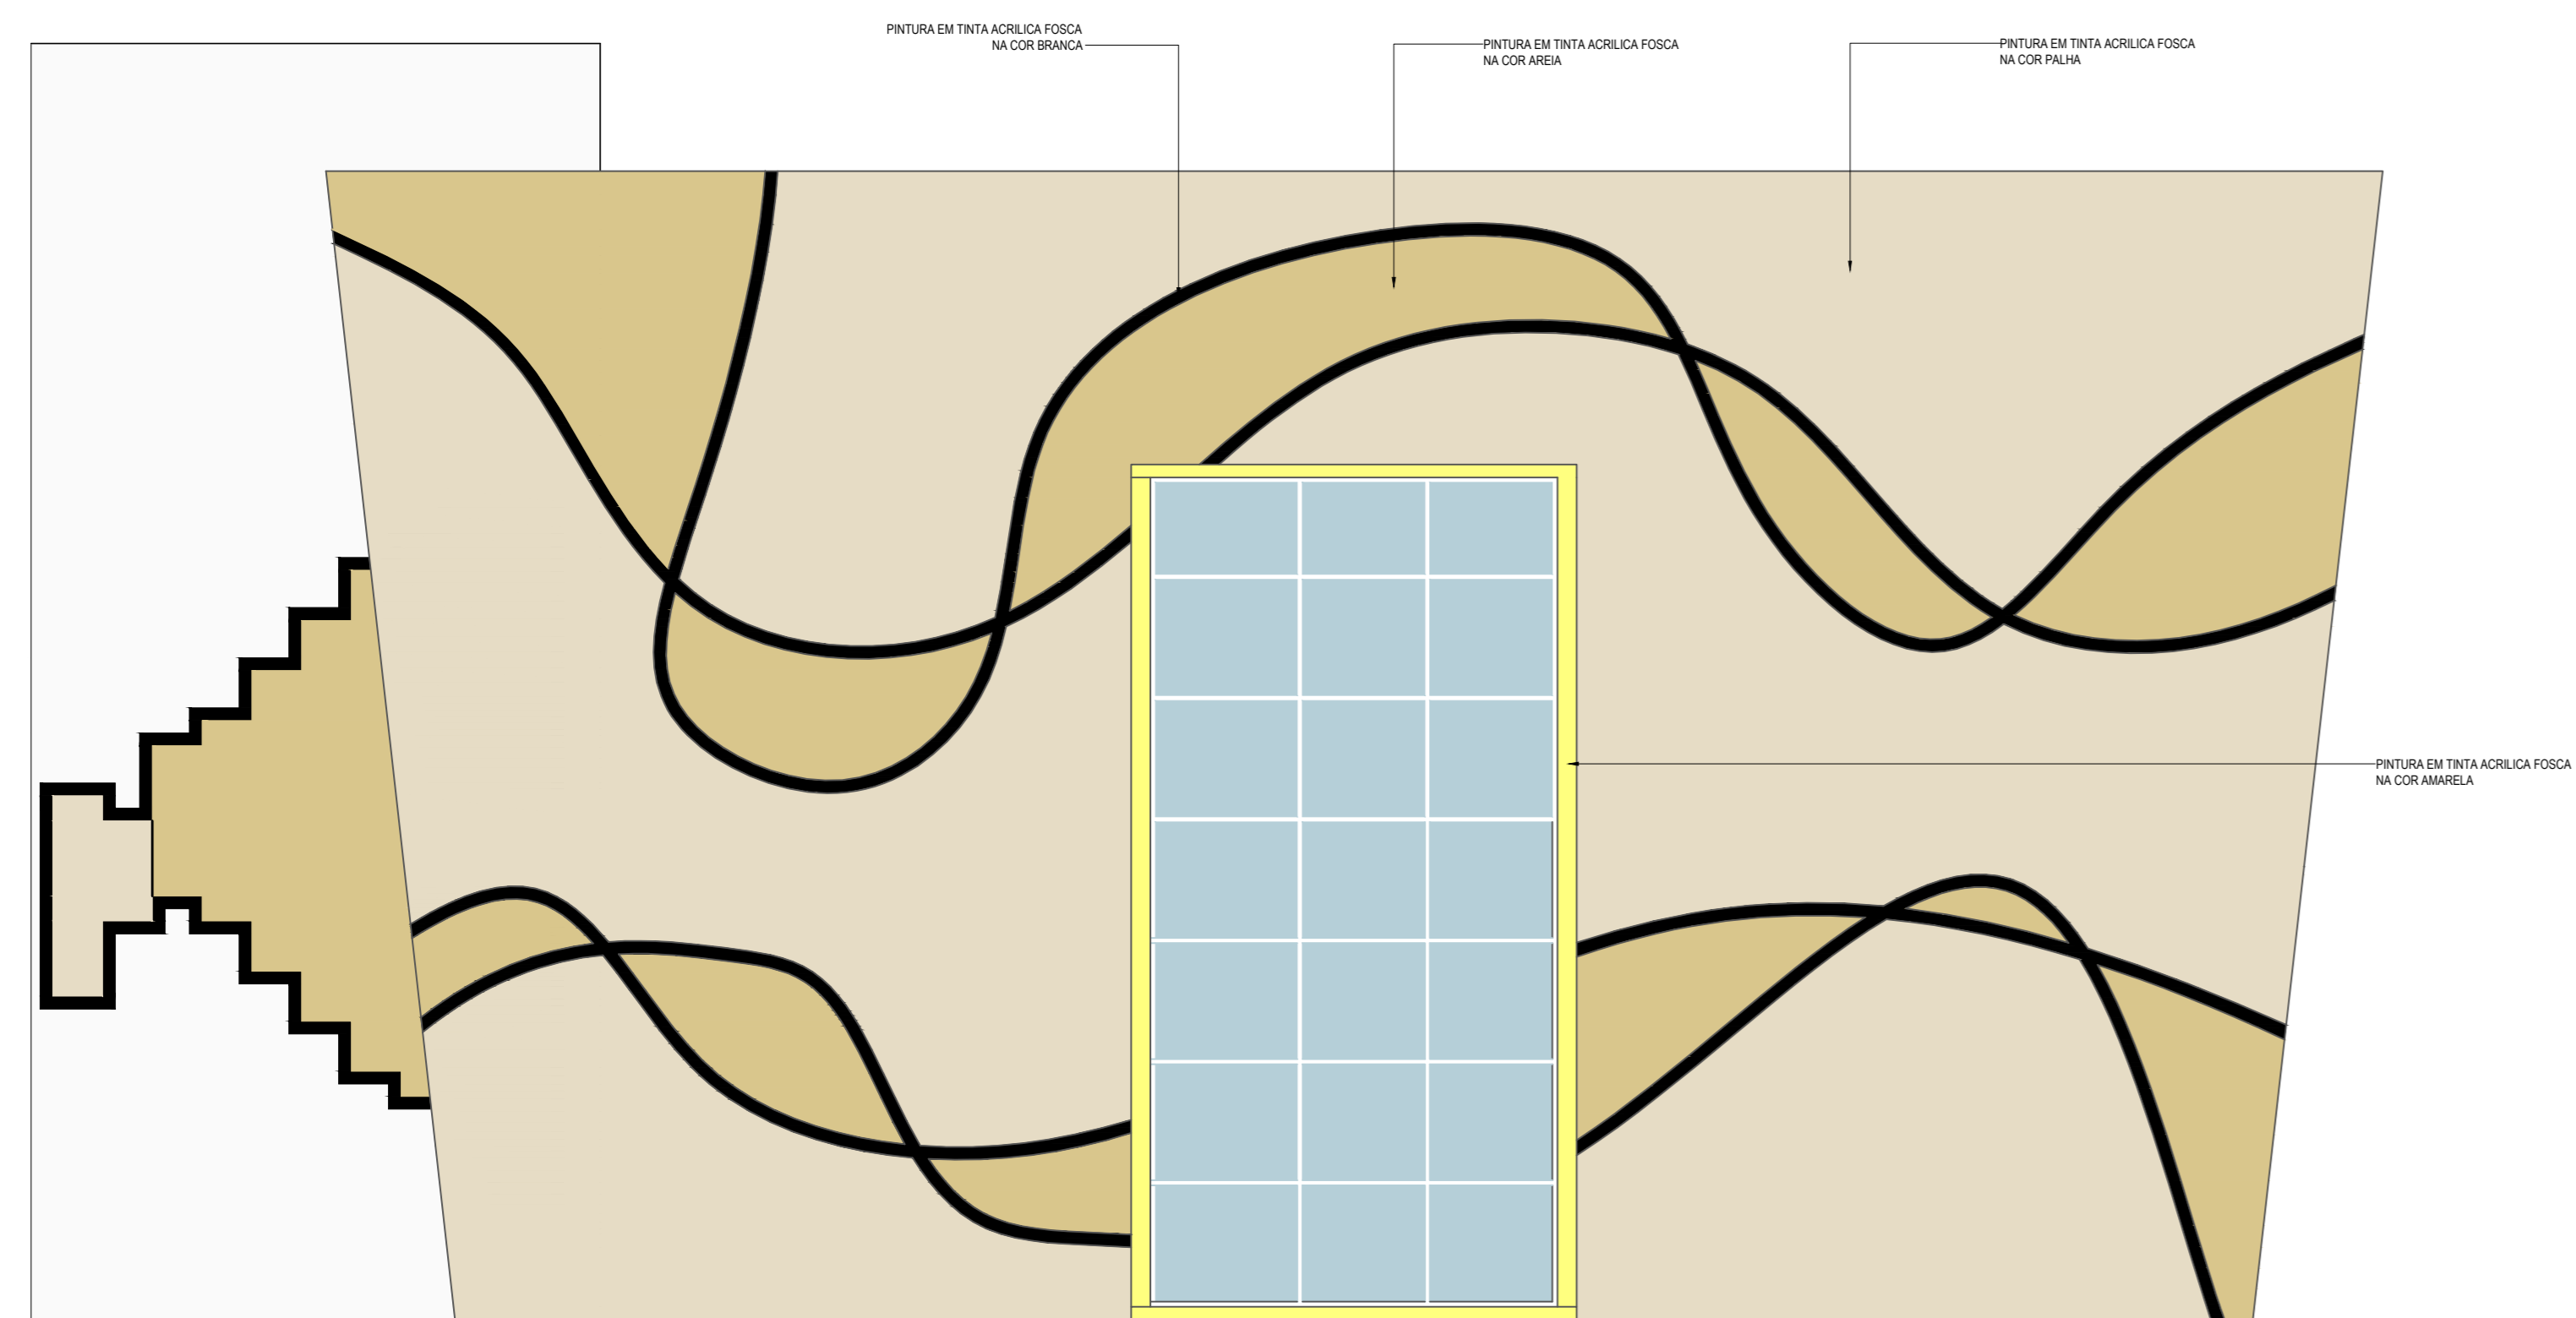 PINTURA EM TINTA ACRILICA FOSCA
NA COR BRANCA
PINTURA EM TINTA ACRILICA FOSCA
NA COR AREIA
PINTURA EM TINTA ACRILICA FOSCA
NA COR PALHA
PINTURA EM TINTA ACRILICA FOSCA
NA COR AMARELA